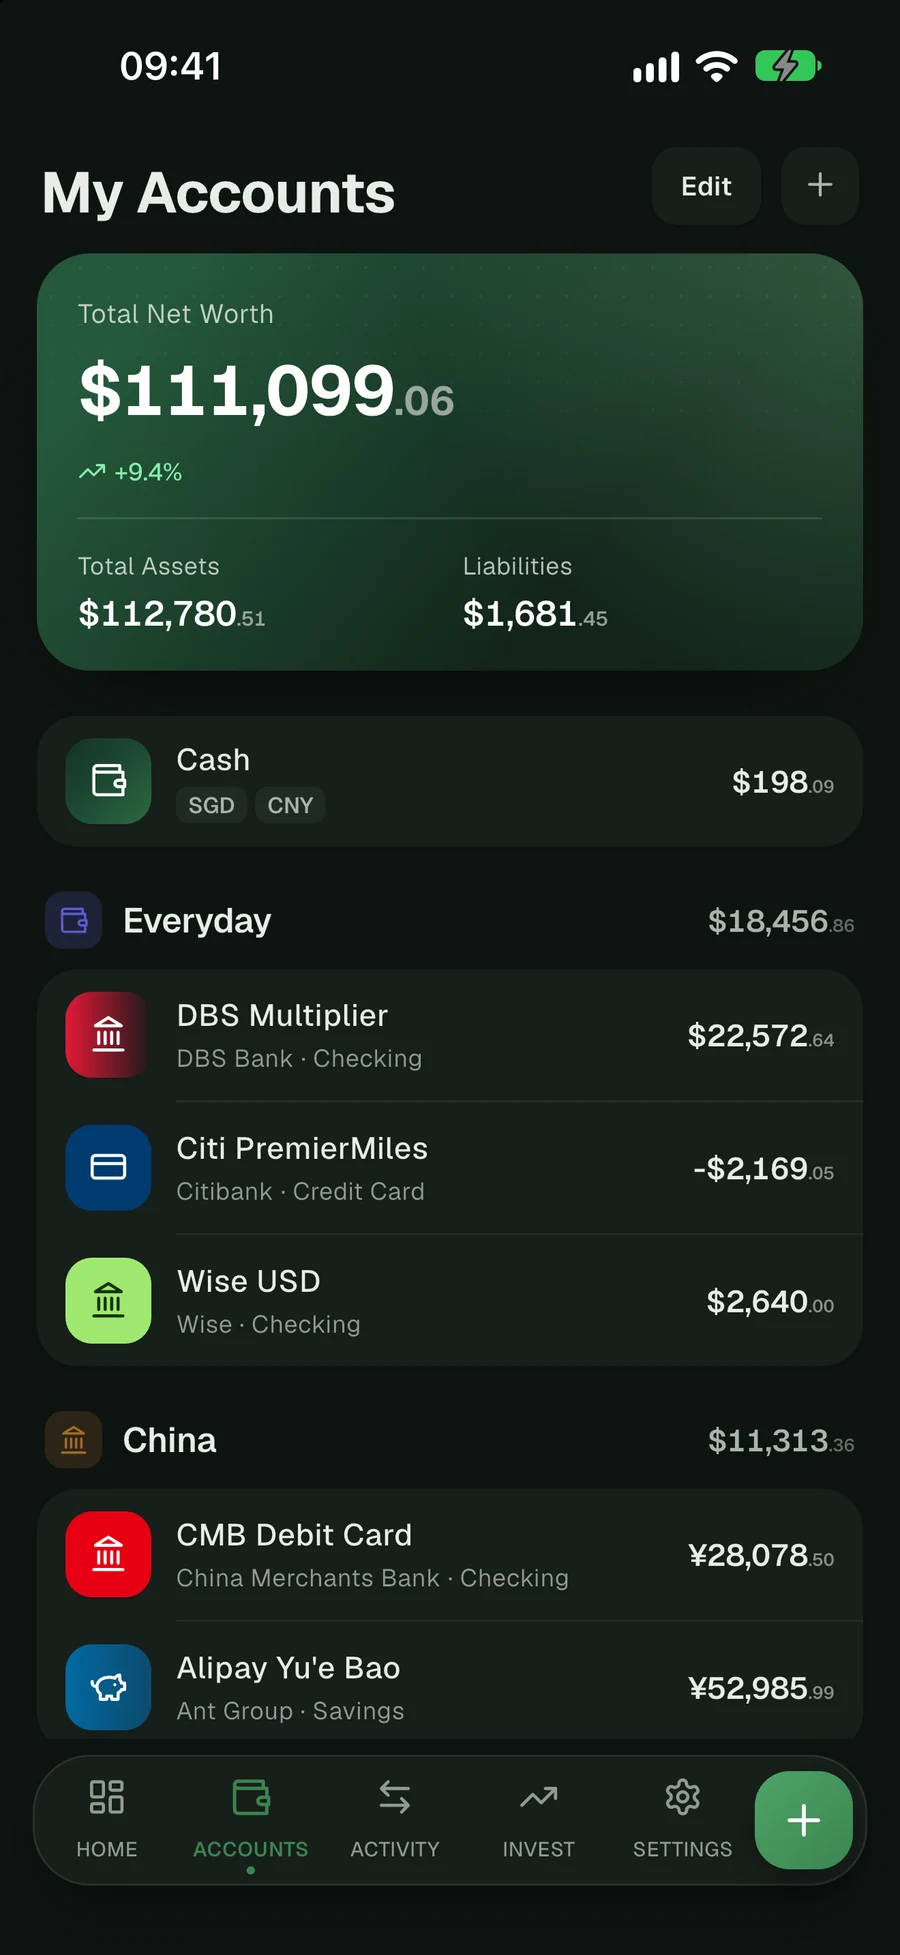 09:41
My Accounts
Edit
Total Net Worth
$111,099.06
+9.4%
Total Assets
Liabilities
$112,780.51
$1,681.45
Cash
SGD CNY
$198.09
Everyday
$18,456.86
DBS Multiplier
DBS Bank · Checking
$22,572.64
Citi PremierMiles
Citibank · Credit Card
-$2,169.05
Wise USD
Wise · Checking
$2,640.00
China
$11,313.36
CMB Debit Card
China Merchants Bank · Checking
¥28,078.50
Alipay Yu'e Bao
Ant Group · Savings
¥52,985.99
HOME
ACCOUNTS
ACTIVITY
INVEST
SETTINGS